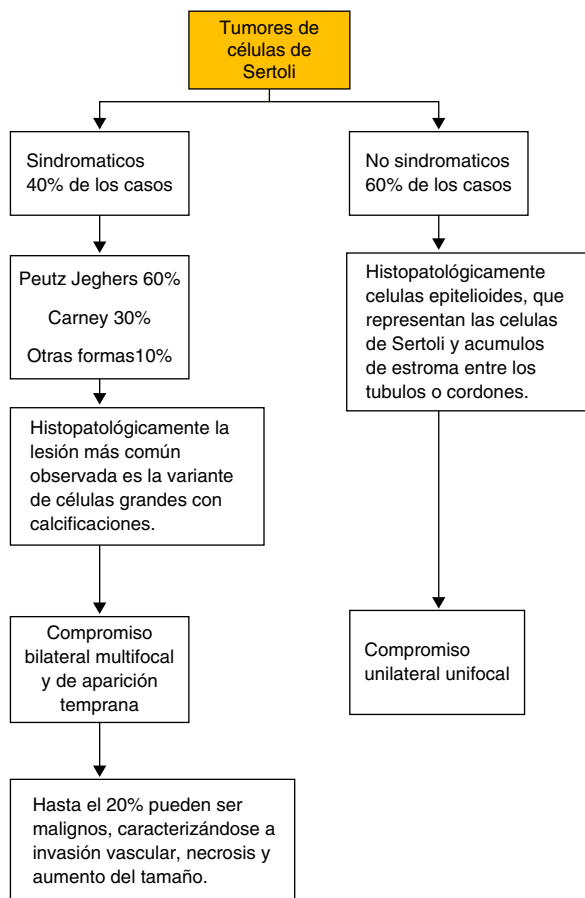 Tumores de
células de
Sertoli
Sindromaticos
40% de los casos
Peutz Jeghers 60%
Carney 30%
Otras formas10%
Histopatológicamente la
lesión más común
observada es la variante
de células grandes con
calcificaciones.
Compromiso
bilateral multifocal
y de aparición
temprana
Hasta el 20% pueden ser
malignos, caracterizándose a
invasión vascular, necrosis y
aumento del tamaño.
No sindromaticos
60% de los casos
Histopatológicamente
celulas epitelioides, que
representan las celulas
de Sertoli y acumulos
de estroma entre los
tubulos o cordones.
Compromiso
unilateral unifocal